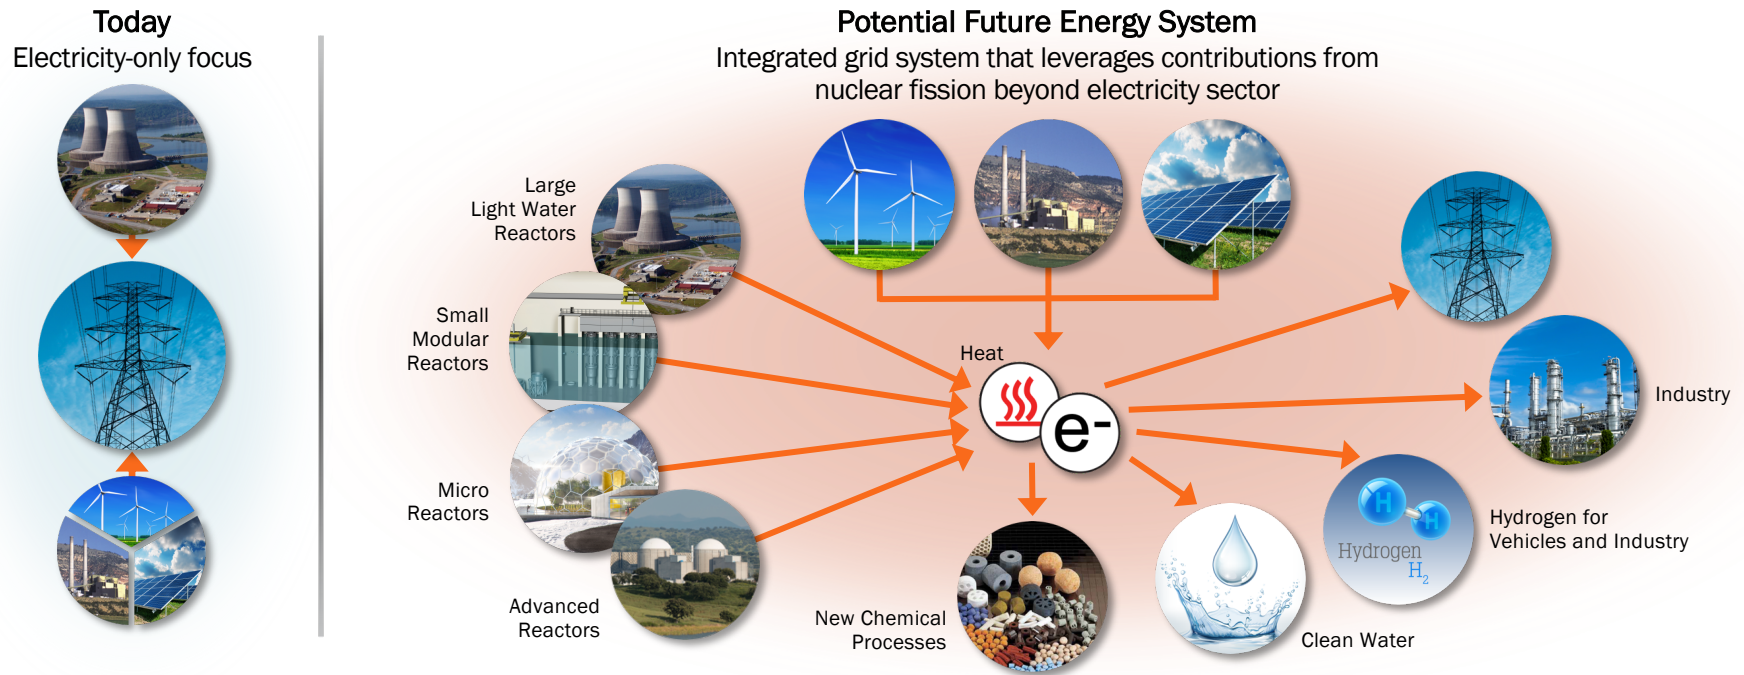 Today
Electricity-only focus
Potential Future Energy System
Integrated grid system that leverages contributions from
nuclear fission beyond electricity sector
Large
Light Water
Reactors
Small
Modular
Reactors
Micro
Reactors
Advanced
Reactors
Heat
e-
Industry
H
H
Hydrogen
H₂
Hydrogen for
Vehicles and Industry
Clean Water
New Chemical
Processes